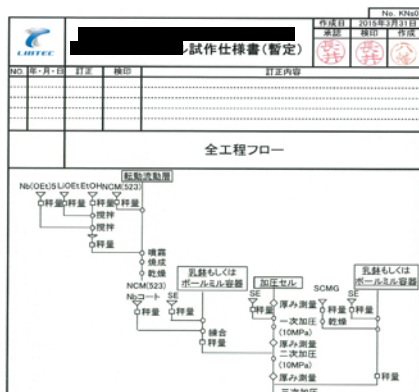 No. KNs0
LIBTEC
試作仕様書(暫定)
作成日 2015年3月31日
承認 検印 作成
NO. 年・月・日 訂正 検印 訂正内容
全工程フロー
転動流動層
Nb(OEt)5 LiOEt EtOH NCM(523)
秤量 秤量 秤量 秤量
攪拌
攪拌
秤量
噴霧
焼成
乾燥
乳鉢もしくは
ボールミル容器
加圧セル
乳鉢もしくは
ボールミル容器
NCM(523)
Nbコート SE
秤量 秤量
SE
秤量
SCMG SE
秤量 秤量
乾燥
厚み測量
一次加圧
(10MPa)
厚み測量
二次加圧
(10MPa)
厚み測量
混合
秤量
秤量